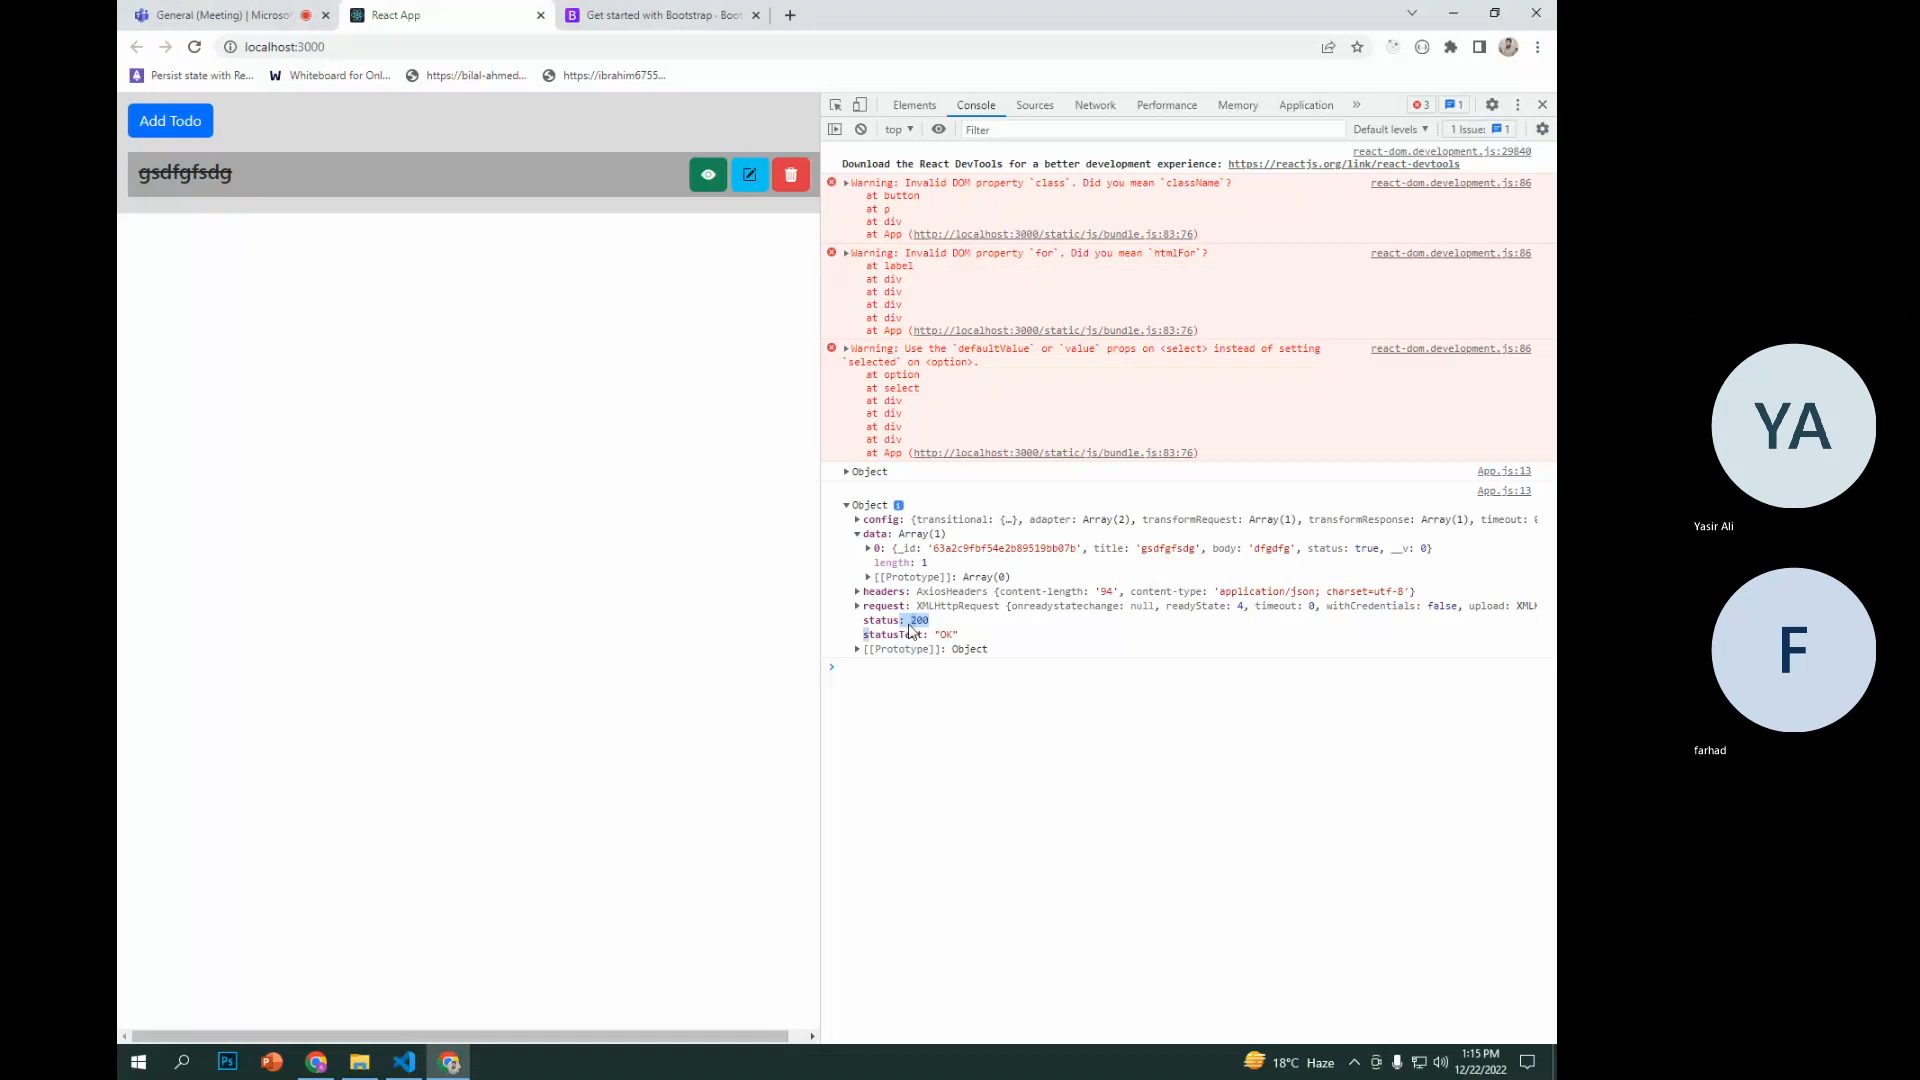 General (Meeting) | Microso
React App
Get started with Bootstrap · Boot
localhost:3000
Persist state with Re...
Whiteboard for Onl...
https://bilal-ahmed...
https://ibrahim6755...
Add Todo
gsdfgfsdg
Elements Console Sources Network Performance Memory Application » 3 1
top ▼ Filter Default levels ▼ 1 Issue: 1
react-dom.development.js:29840
Download the React DevTools for a better development experience: https://reactjs.org/link/react-devtools
Warning: Invalid DOM property `class`. Did you mean `className`? react-dom.development.js:86
at button
at p
at div
at App (http://localhost:3000/static/js/bundle.js:83:76)
Warning: Invalid DOM property `for`. Did you mean `htmlFor`? react-dom.development.js:86
at label
at div
at div
at div
at div
at App (http://localhost:3000/static/js/bundle.js:83:76)
Warning: Use the `defaultValue` or `value` props on <select> instead of setting react-dom.development.js:86
`selected` on <option>.
at option
at select
at div
at div
at div
at div
at App (http://localhost:3000/static/js/bundle.js:83:76)
Object App.js:13
App.js:13
Object i
config: {transitional: {…}, adapter: Array(2), transformRequest: Array(1), transformResponse: Array(1), timeout: 
data: Array(1)
0: {_id: '63a2c9fbf54e2b89519bb07b', title: 'gsdfgfsdg', body: 'dfgdfg', status: true, __v: 0}
length: 1
[[Prototype]]: Array(0)
headers: AxiosHeaders {content-length: '94', content-type: 'application/json; charset=utf-8'}
request: XMLHttpRequest {onreadystatechange: null, readyState: 4, timeout: 0, withCredentials: false, upload: XMLH
status: 200
statusText: "OK"
[[Prototype]]: Object
YA
Yasir Ali
F
farhad
Ps
18°C Haze
1:15 PM
12/22/2022